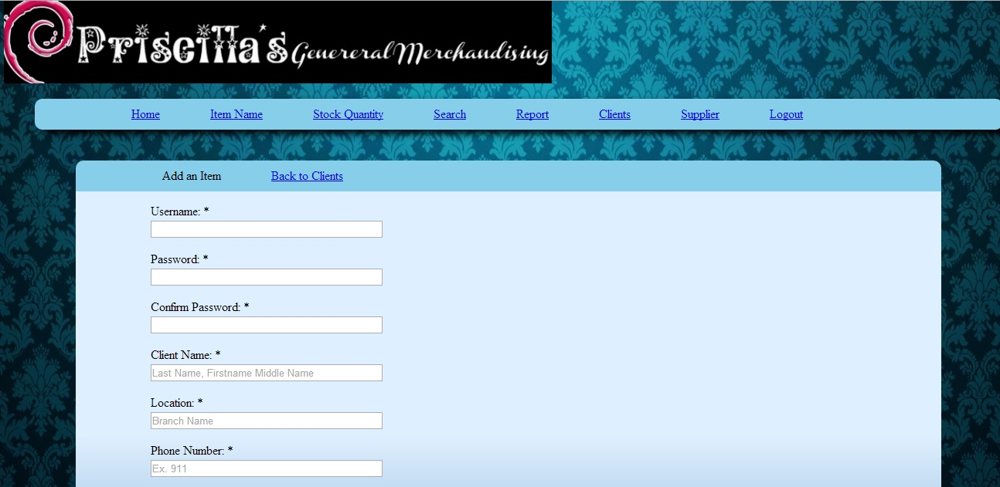 Priscilla's Genereral Merchandising
Home Item Name Stock Quantity Search Report Clients Supplier Logout
Add an Item Back to Clients
Username: *
Password: *
Confirm Password: *
Client Name: *
Last Name, Firstname Middle Name
Location: *
Branch Name
Phone Number: *
Ex. 911